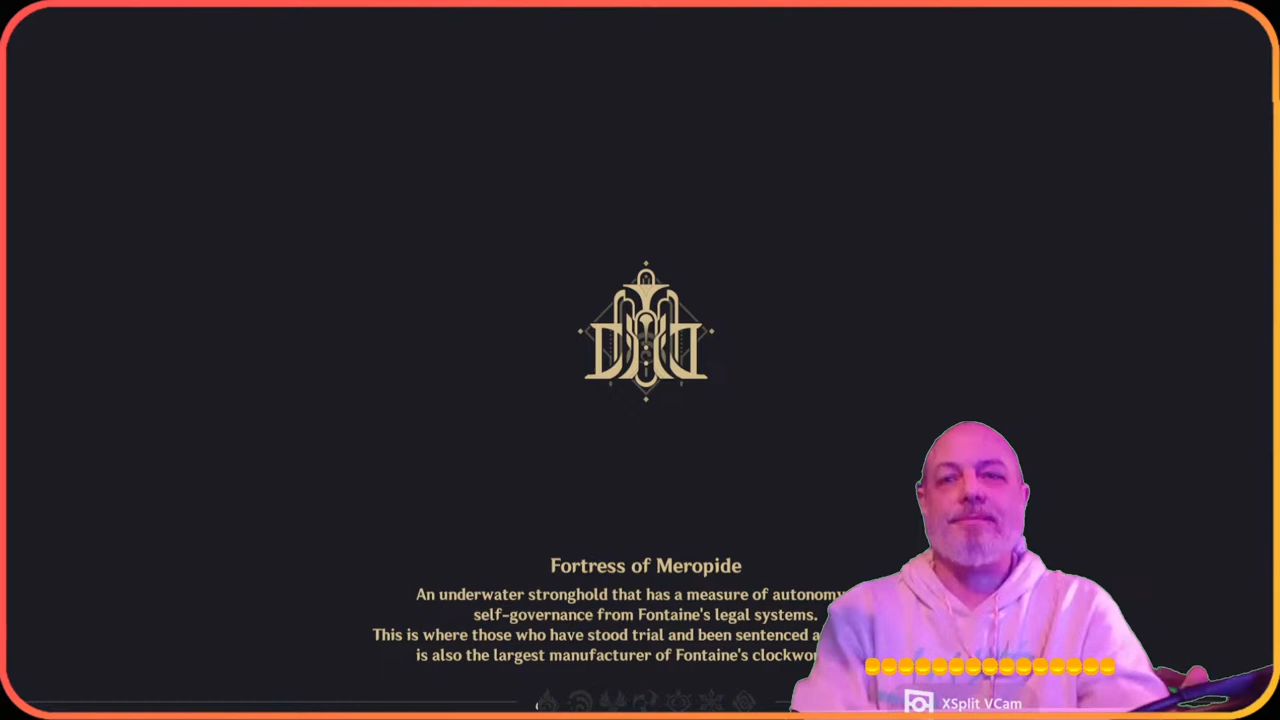 Fortress of Meropide
An underwater stronghold that has a measure of autonomy
self-governance from Fontaine's legal systems.
This is where those who have stood trial and been sentenced
is also the largest manufacturer of Fontaine's
XSplit VCam